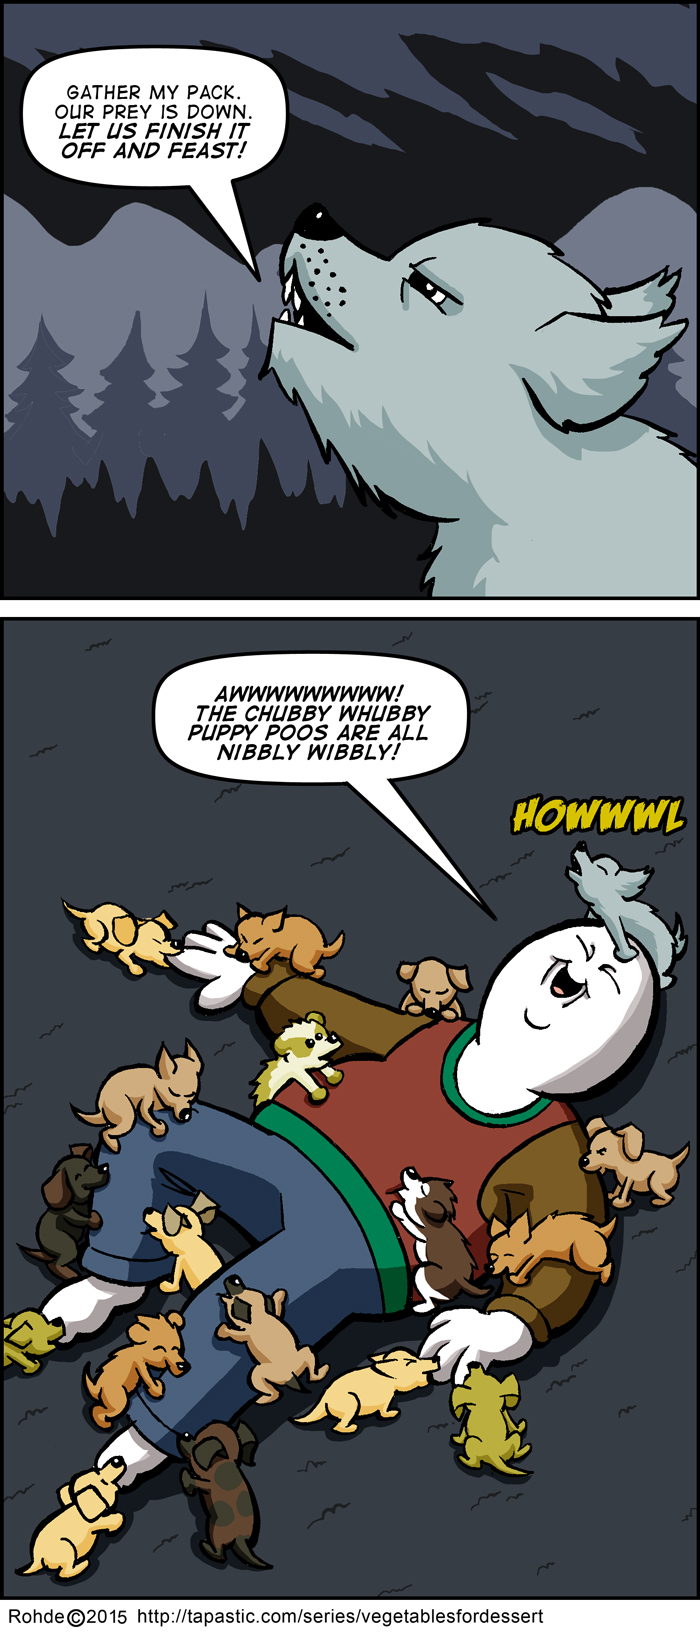 GATHER MY PACK.
OUR PREY IS DOWN.
LET US FINISH IT
OFF AND FEAST!
AWWWWWWWWW!
THE CHUBBY WHUBBY
PUPPY POOS ARE ALL
NIBBLY WIBBLY!
HOWWWL
Rohde©2015 http://tapastic.com/series/vegetablesfordessert